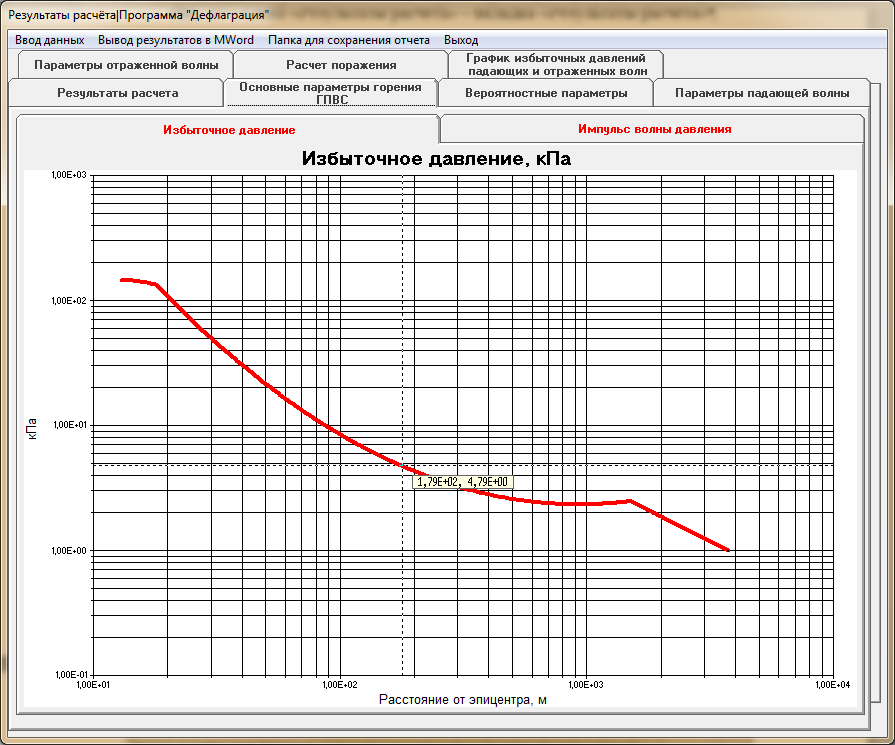 Результаты расчёта|Программа "Дефлаграция"
Ввод данных Вывод результатов в MWord Папка для сохранения отчета Выход
Параметры отраженной волны
Расчет поражения
График избыточных давлений
падающих и отраженных волн
Результаты расчета
Основные параметры горения
ГПВС
Вероятностные параметры
Параметры падающей волны
Избыточное давление
Импульс волны давления
Избыточное давление, кПа
1,00E+03
1,00E+02
1,00E+01
1,00E+00
1,00E-01
кПа
1,79E+02, 4,79E+00
1,00E+01
1,00E+02
1,00E+03
1,00E+04
Расстояние от эпицентра, м